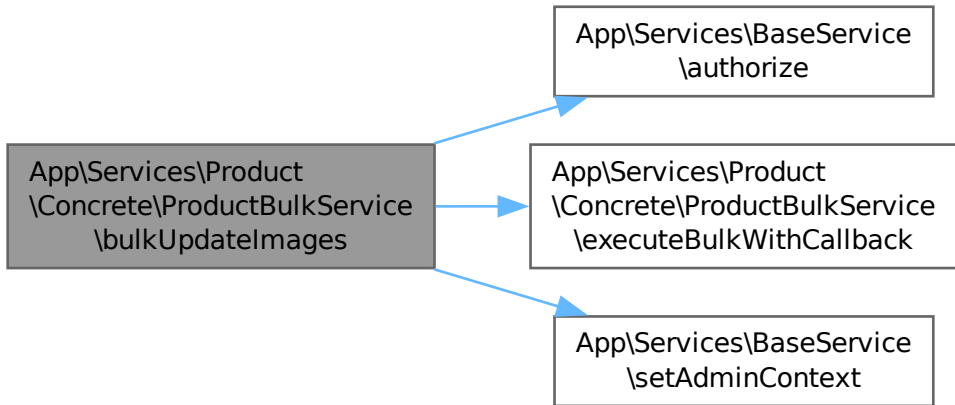 App\Services\Product
\Concrete\ProductBulkService
\bulkUpdateImages
App\Services\BaseService
\authorize
App\Services\Product
\Concrete\ProductBulkService
\executeBulkWithCallback
App\Services\BaseService
\setAdminContext